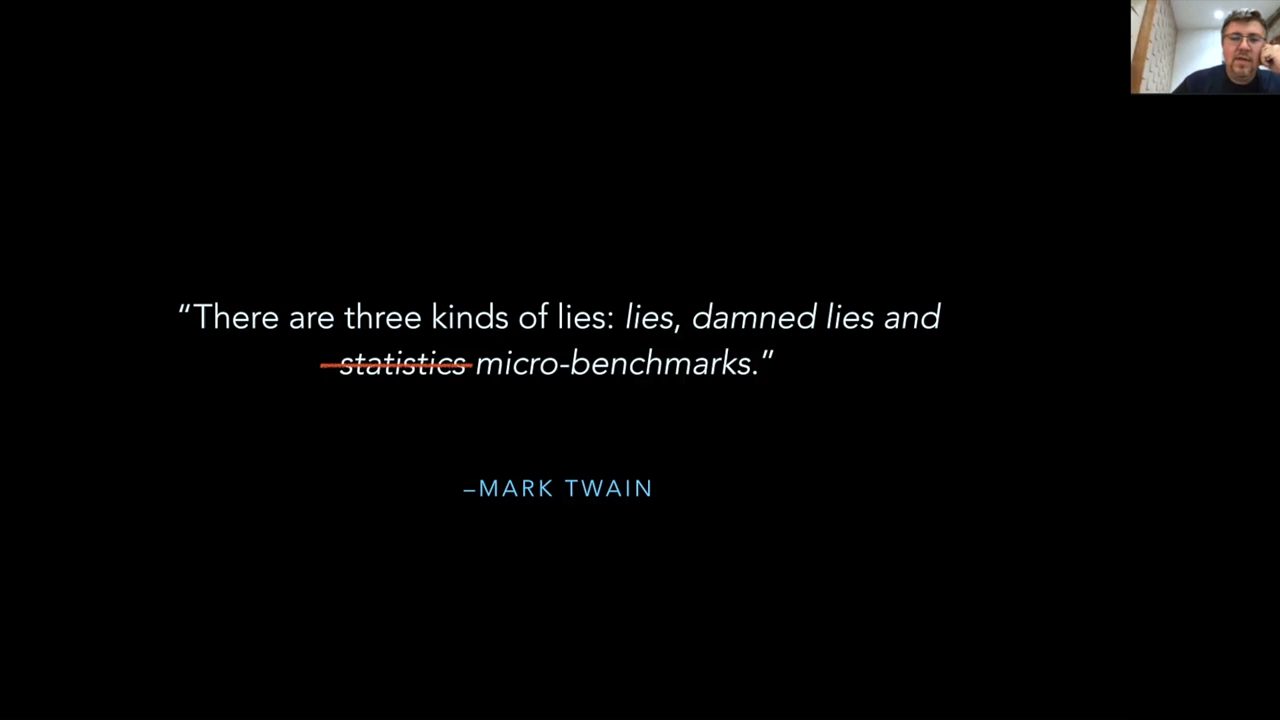 “There are three kinds of lies: lies, damned lies and
statistics micro-benchmarks.”
–MARK TWAIN